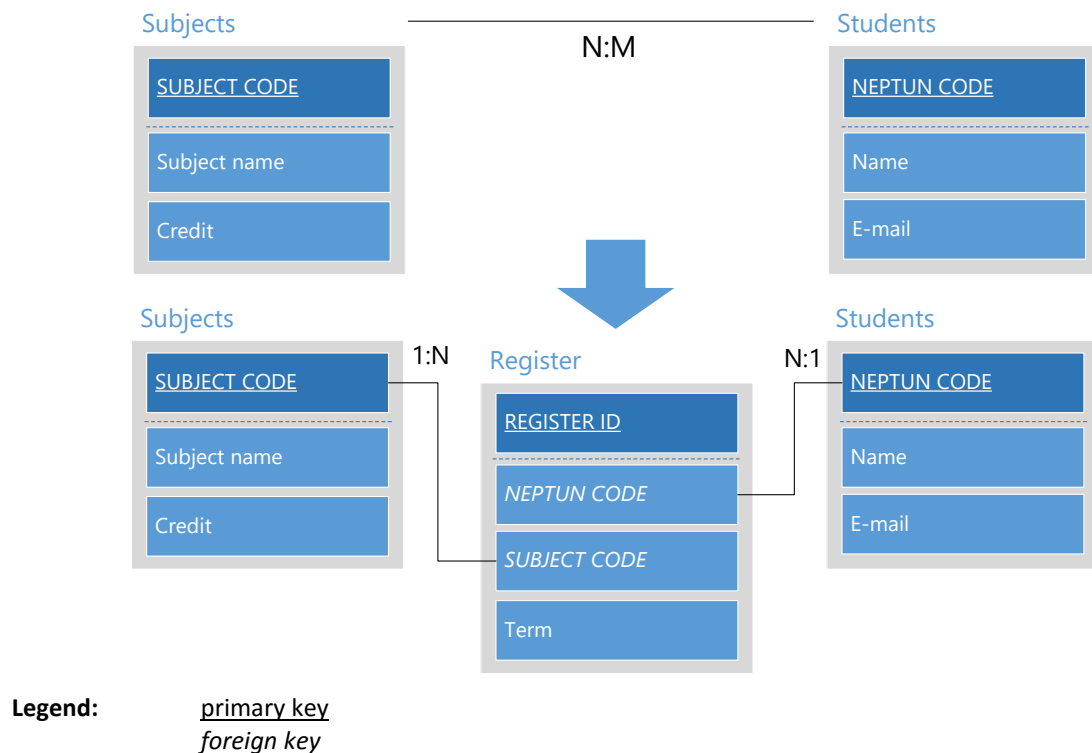 Subjects
N:M
Students
SUBJECT CODE
Subject name
Credit
NEPTUN CODE
Name
E-mail
Subjects
1:N
Register
N:1
Students
SUBJECT CODE
Subject name
Credit
REGISTER ID
NEPTUN CODE
SUBJECT CODE
Term
NEPTUN CODE
Name
E-mail
Legend: primary key
foreign key